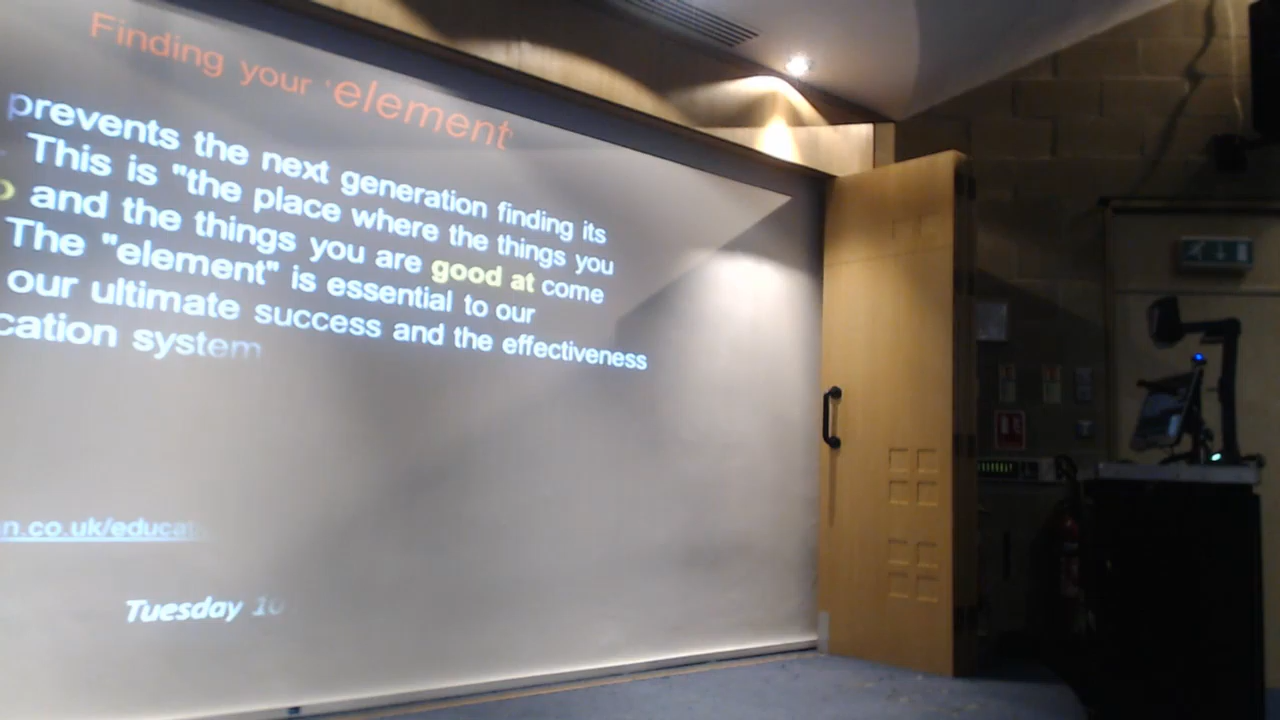 Finding your 'element'
prevents the next generation finding its
This is "the place where the things you
and the things you are good at come
The "element" is essential to our
our ultimate success and the effectiveness
cation system
n.co.uk/educat
Tuesday 10